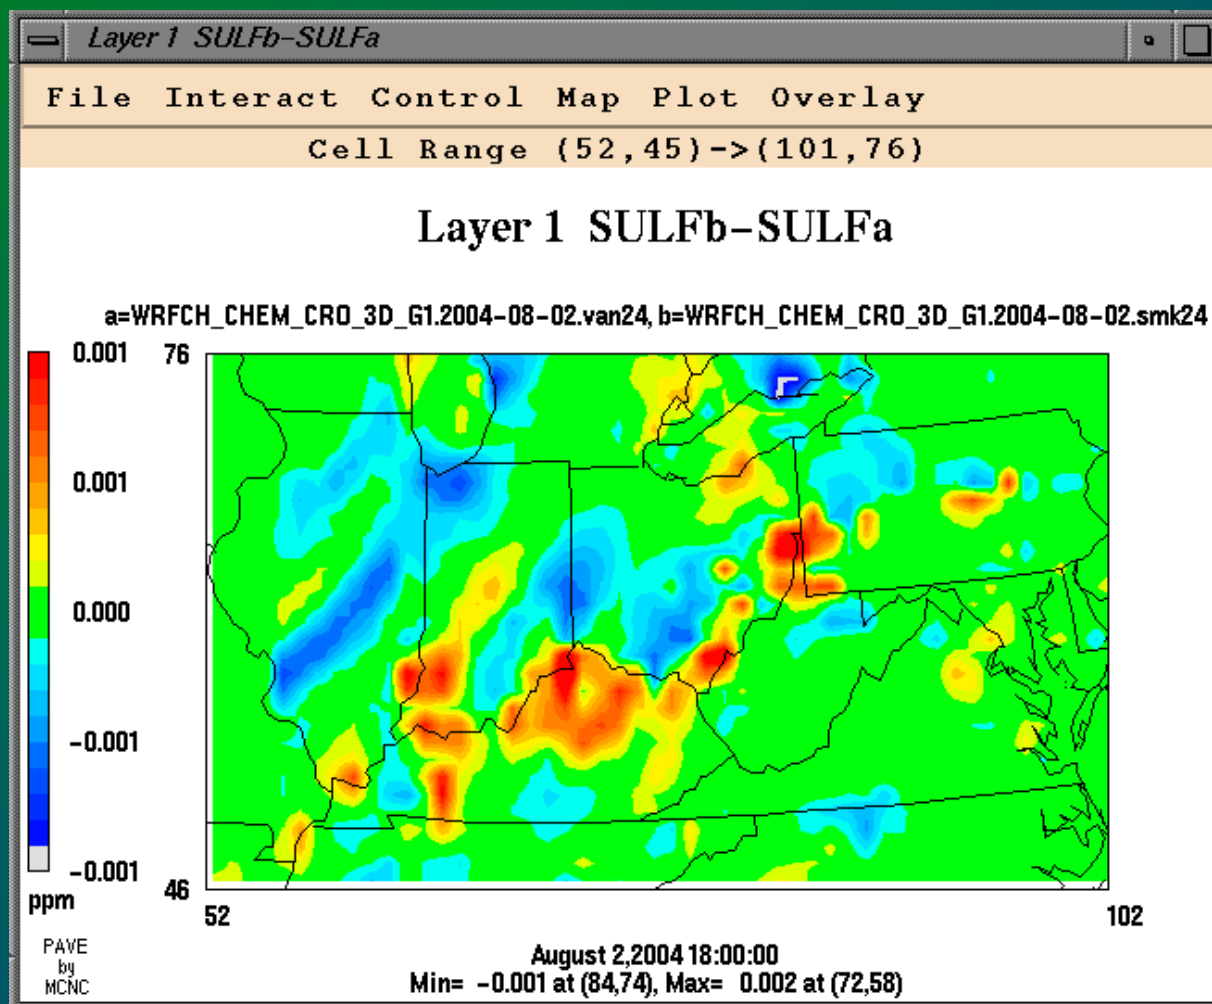 Layer 1 SULFb-SULFa
File Interact Control Map Plot Overlay
Cell Range (52,45)->(101,76)
Layer 1 SULFb-SULFa
a=WRFCH_CHEM_CRO_3D_G1.2004-08-02.van24, b=WRFCH_CHEM_CRO_3D_G1.2004-08-02.smk24
0.001
0.001
0.000
-0.001
-0.001
ppm
76
46
52
102
PAVE
by
MCNC
August 2,2004 18:00:00
Min= -0.001 at (84,74), Max= 0.002 at (72,58)